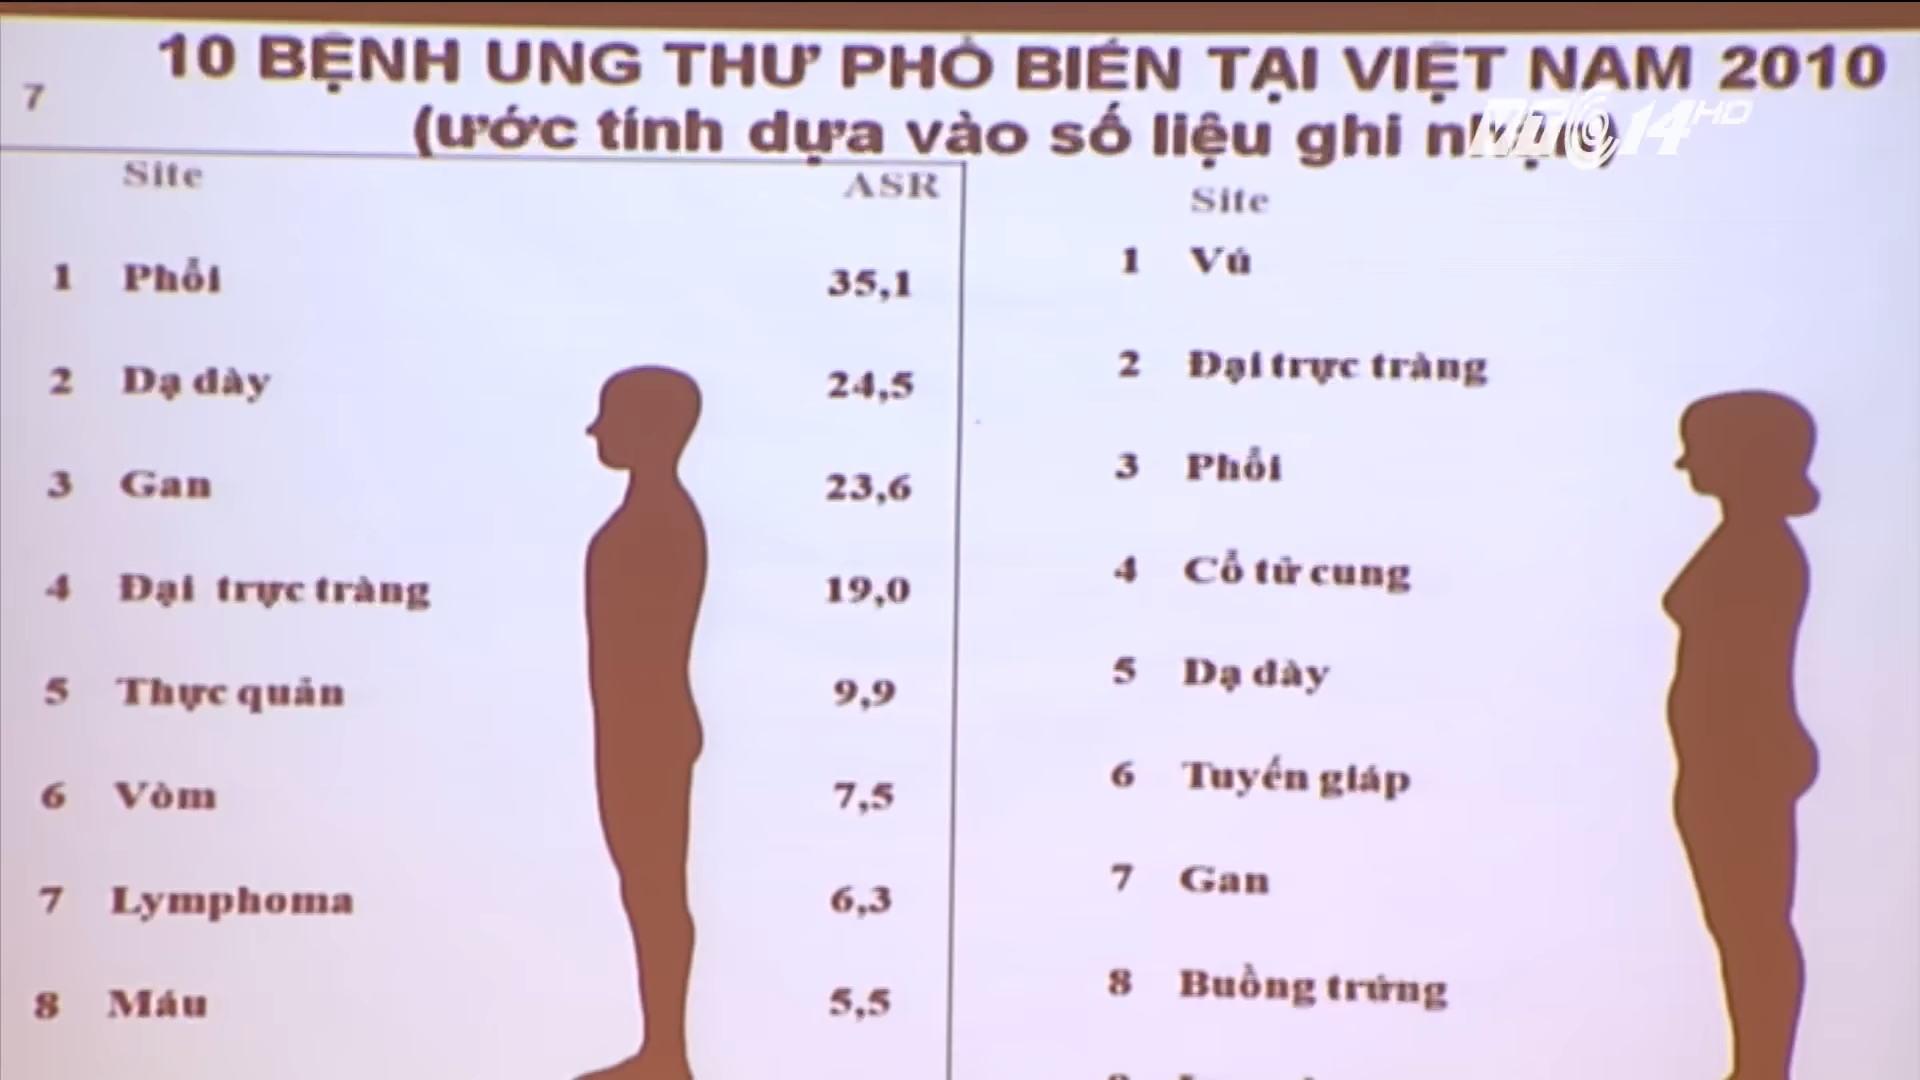 10 BỆNH UNG THƯ PHỔ BIẾN TẠI VIỆT NAM 2010
7
(ước tính dựa vào số liệu ghi nhận)
VTC14 HD
Site ASR
1 Phổi 35,1
2 Dạ dày 24,5
3 Gan 23,6
4 Đại trực tràng 19,0
5 Thực quản 9,9
6 Vòm 7,5
7 Lymphoma 6,3
8 Máu 5,5
Site
1 Vú
2 Đại trực tràng
3 Phổi
4 Cổ tử cung
5 Dạ dày
6 Tuyến giáp
7 Gan
8 Buồng trứng